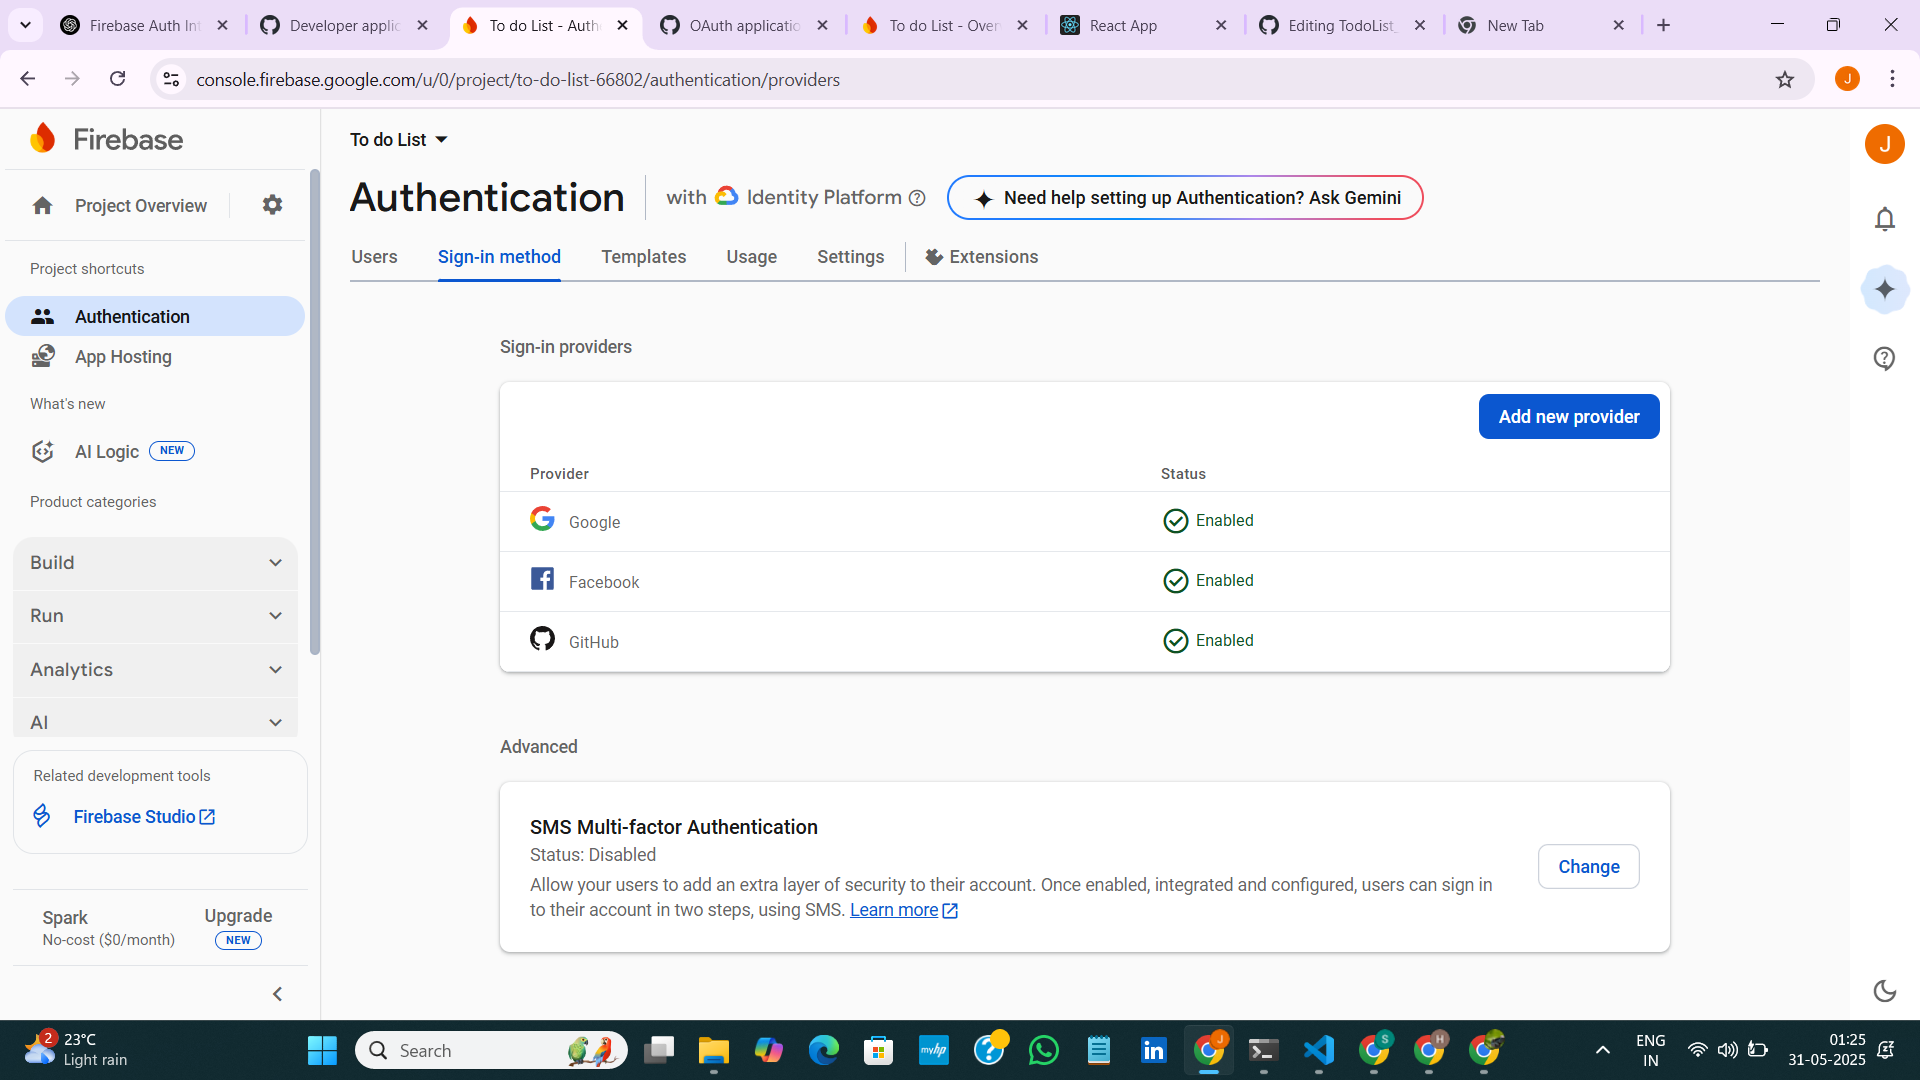 Firebase Auth Int
Developer applic
To do List - Auth
OAuth applicatio
To do List - Over
React App
Editing TodoList_
New Tab
console.firebase.google.com/u/0/project/to-do-list-66802/authentication/providers
J
Firebase
Project Overview
Project shortcuts
Authentication
App Hosting
What's new
AI Logic NEW
Product categories
Build
Run
Analytics
AI
Related development tools
Firebase Studio
Spark
No-cost ($0/month)
Upgrade
NEW
To do List
Authentication
with Identity Platform
Need help setting up Authentication? Ask Gemini
Users
Sign-in method
Templates
Usage
Settings
Extensions
Sign-in providers
Add new provider
Provider Status
Google Enabled
Facebook Enabled
GitHub Enabled
Advanced
SMS Multi-factor Authentication
Status: Disabled
Allow your users to add an extra layer of security to their account. Once enabled, integrated and configured, users can sign in
to their account in two steps, using SMS. Learn more
Change
J
2
23°C
Light rain
Search
myhp
in
J
S
H
ENG
IN
01:25
31-05-2025